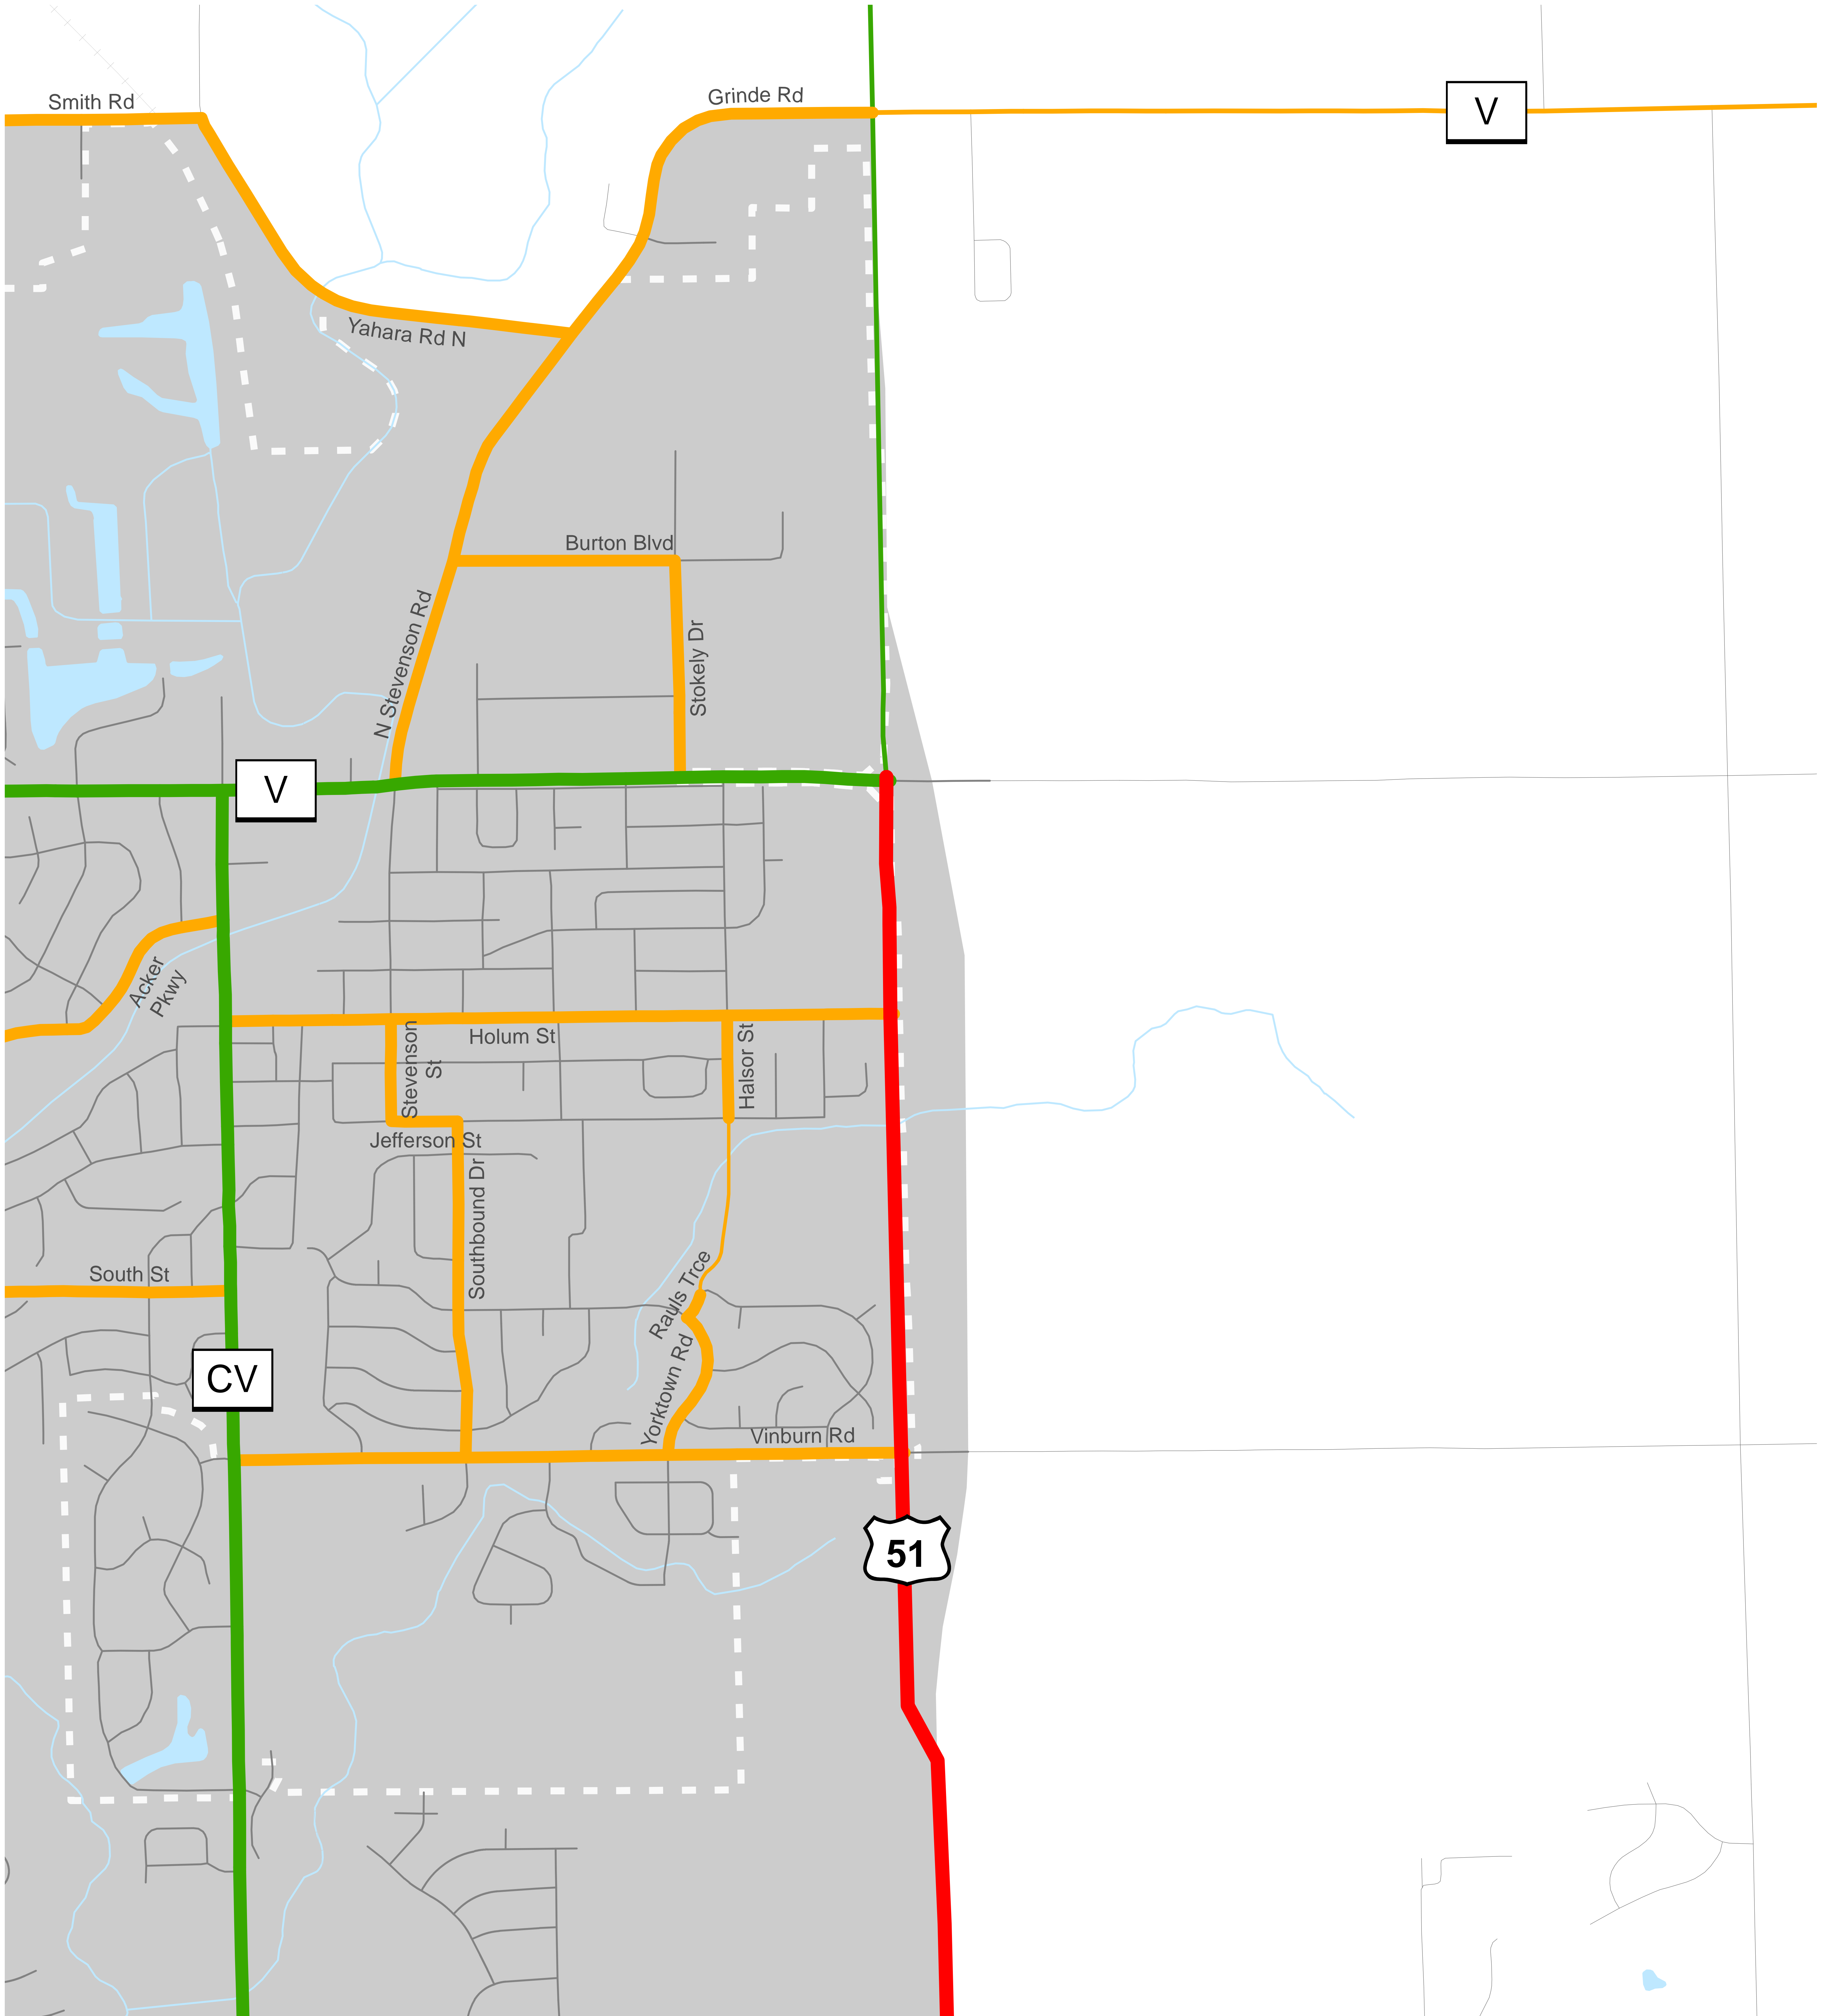 Smith Rd
Grinde Rd
V
Yahara Rd N
Burton Blvd
N Stevenson Rd
Stokely Dr
V
Acker
Pkwy
Holum St
Stevenson
St
Halsor St
Jefferson St
Southbound Dr
South St
Rauls Trce
Yorktown Rd
CV
Vinburn Rd
51